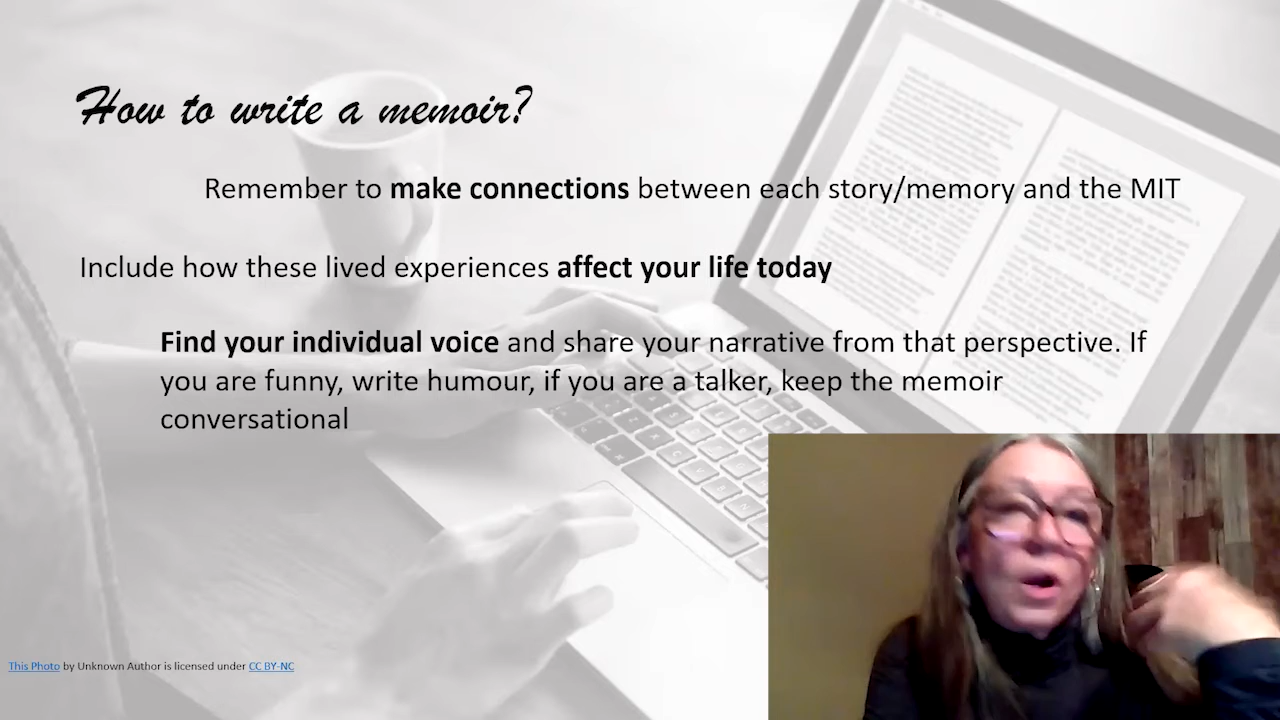 How to write a memoir?
Remember to make connections between each story/memory and the MIT
Include how these lived experiences affect your life today
Find your individual voice and share your narrative from that perspective. If
you are funny, write humour, if you are a talker, keep the memoir
conversational
This Photo by Unknown Author is licensed under CC BY-NC